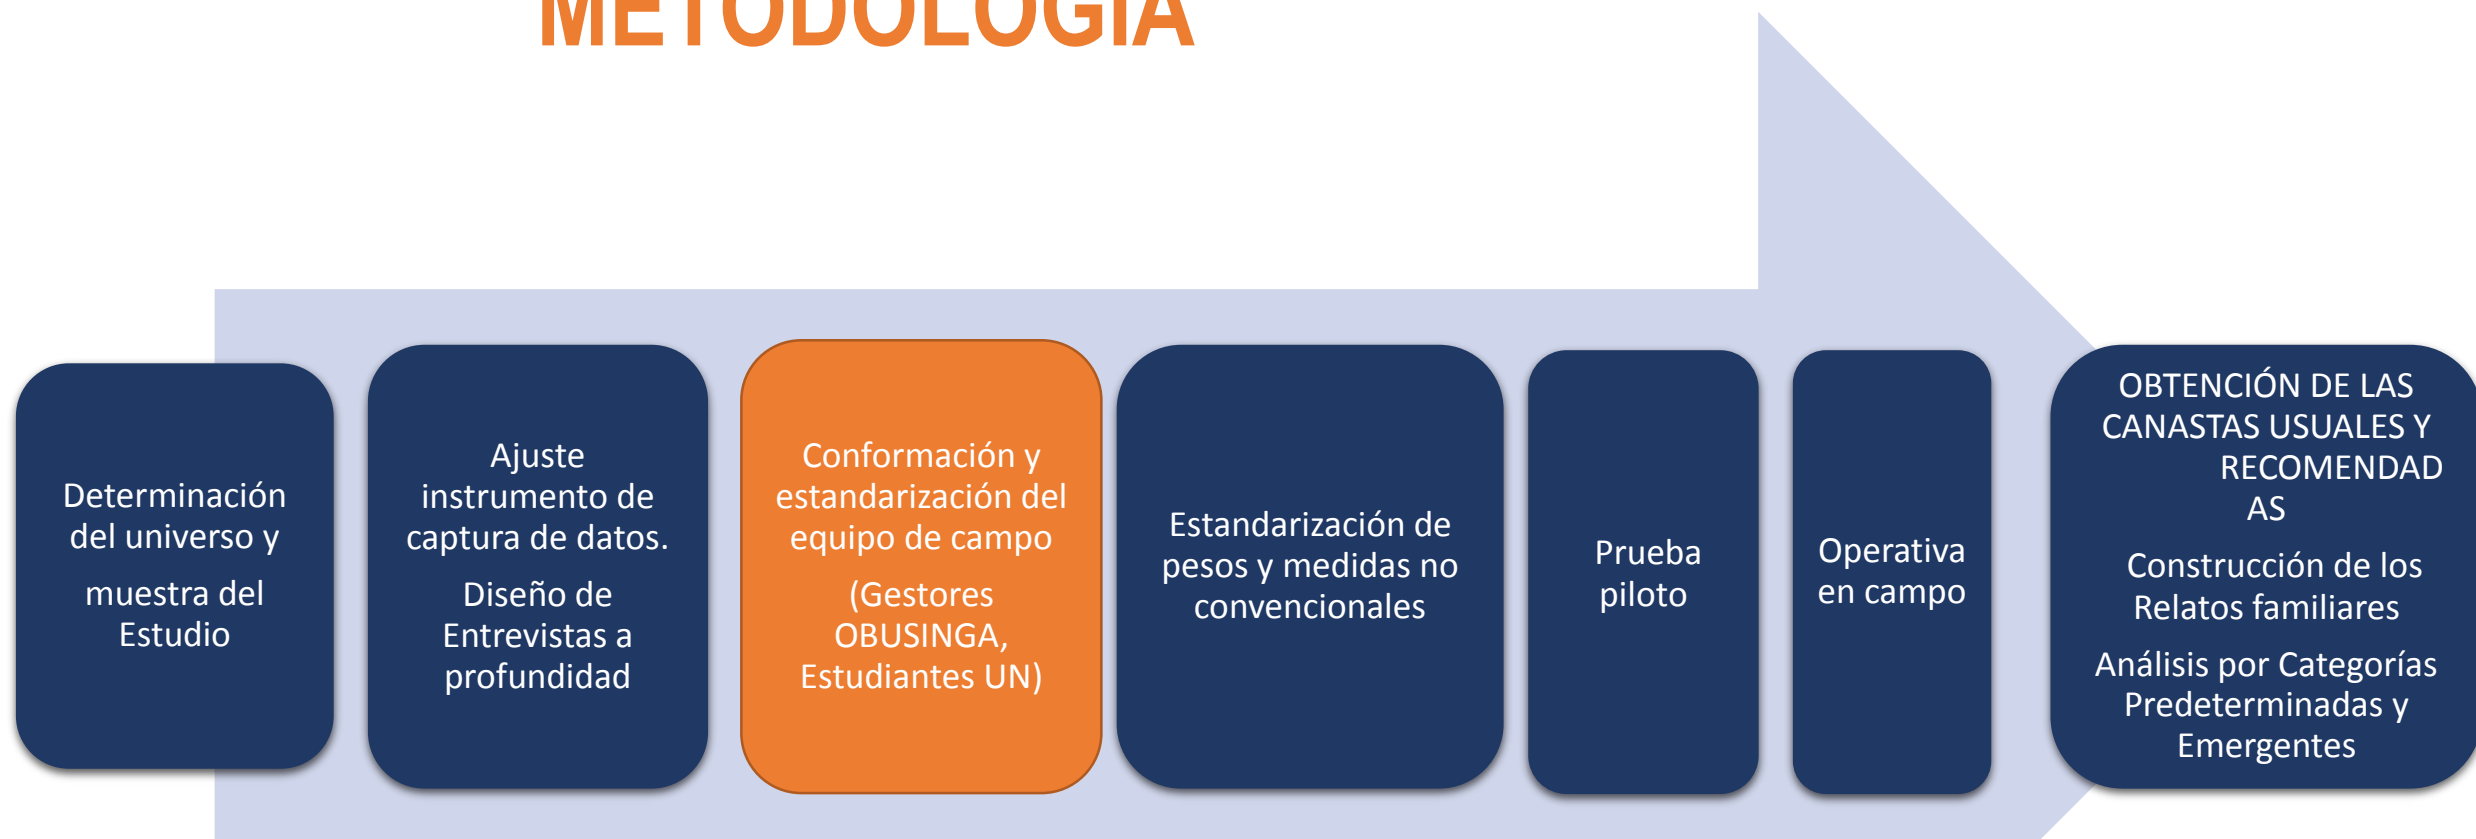 METODOLOGÍA
Determinación
del universo y
muestra del
Estudio
Ajuste
instrumento de
captura de datos.
Diseño de
Entrevistas a
profundidad
Conformación y
estandarización del
equipo de campo
(Gestores
OBUSINGA,
Estudiantes UN)
Estandarización de
pesos y medidas no
convencionales
Prueba
piloto
Operativa
en campo
OBTENCIÓN DE LAS
CANASTAS USUALES Y
RECOMENDAD
AS
Construcción de los
Relatos familiares
Análisis por Categorías
Predeterminadas y
Emergentes